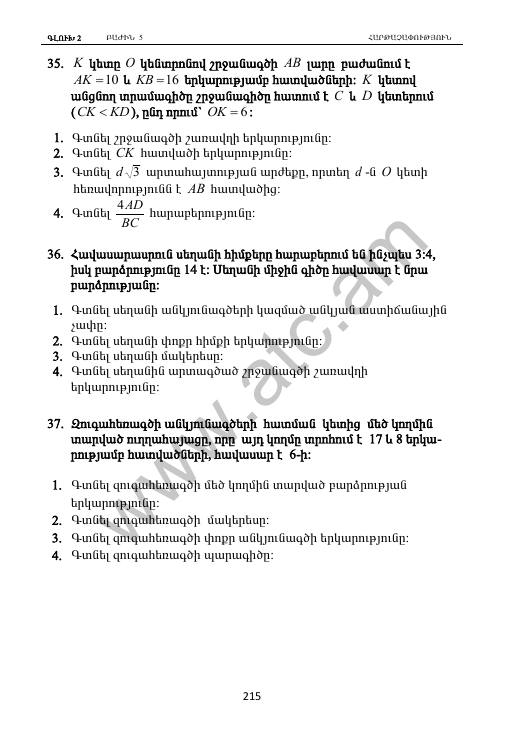 ԳԼՈՒԽ 2 ԲԱԺԻՆ 5 ՀԱՐԹԱՉԱՓՈՒԹՅՈՒՆ
35. K կետը O կենտրոնով շրջանագծի AB լարը բաժանում է
AK = 10 և KB = 16 երկարությամբ հատվածների: K կետով
անցնող տրամագիծը շրջանագիծը հատում է C և D կետերում
(CK < KD), ընդ որում՝ OK = 6:
1. Գտնել շրջանագծի շառավղի երկարությունը:
2. Գտնել CK հատվածի երկարությունը:
3. Գտնել d√3 արտահայտության արժեքը, որտեղ d -ն O կետի
հեռավորությունն է AB հատվածից:
4. Գտնել 4AD/BC հարաբերությունը:
36. Հավասարասրուն սեղանի հիմքերը հարաբերում են ինչպես 3:4,
իսկ բարձրությունը 14 է: Սեղանի միջին գիծը հավասար է նրա
բարձրությանը:
1. Գտնել սեղանի անկյունագծերի կազմած անկյան աստիճանային
չափը:
2. Գտնել սեղանի փոքր հիմքի երկարությունը:
3. Գտնել սեղանի մակերեսը:
4. Գտնել սեղանին արտագծած շրջանագծի շառավղի
երկարությունը:
37. Զուգահեռագծի անկյունագծերի հատման կետից մեծ կողմին
տարված ուղղահայացը, որը այդ կողմը տրոհում է 17 և 8 երկա-
րությամբ հատվածների, հավասար է 6-ի:
1. Գտնել զուգահեռագծի մեծ կողմին տարված բարձրության
երկարությունը:
2. Գտնել զուգահեռագծի մակերեսը:
3. Գտնել զուգահեռագծի փոքր անկյունագծի երկարությունը:
4. Գտնել զուգահեռագծի պարագիծը:
www.atc.am
215